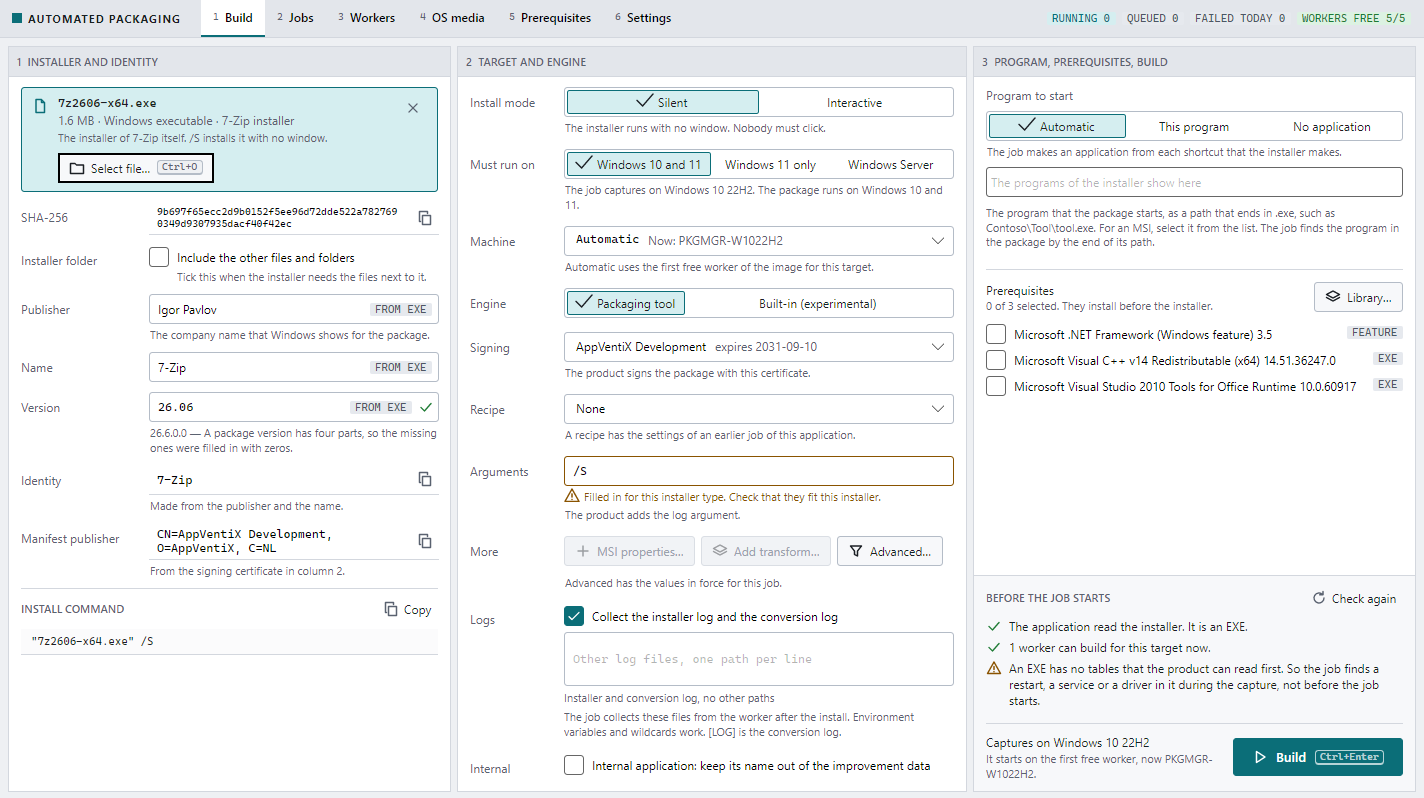 AUTOMATED PACKAGING
1 Build
2 Jobs
3 Workers
4 OS media
5 Prerequisites
6 Settings
RUNNING 0
QUEUED 0
FAILED TODAY 0
WORKERS FREE 5/5
1 INSTALLER AND IDENTITY
7z2606-x64.exe
1.6 MB · Windows executable · 7-Zip installer
The installer of 7-Zip itself. /S installs it with no window.
Select file... Ctrl+O
SHA-256
9b697f65ecc2d9b0152f5ee96d72dde522a782769
0349d9307935dacf40f42ec
Installer folder
Include the other files and folders
Tick this when the installer needs the files next to it.
Publisher
Igor Pavlov FROM EXE
The company name that Windows shows for the package.
Name
7-Zip FROM EXE
Version
26.06 FROM EXE
26.6.0.0 — A package version has four parts, so the missing
ones were filled in with zeros.
Identity
7-Zip
Made from the publisher and the name.
Manifest publisher
CN=AppVentiX Development,
O=AppVentiX, C=NL
From the signing certificate in column 2.
INSTALL COMMAND
Copy
"7z2606-x64.exe" /S
2 TARGET AND ENGINE
Install mode
Silent
Interactive
The installer runs with no window. Nobody must click.
Must run on
Windows 10 and 11
Windows 11 only
Windows Server
The job captures on Windows 10 22H2. The package runs on Windows 10 and
11.
Machine
Automatic Now: PKGMGR-W1022H2
Automatic uses the first free worker of the image for this target.
Engine
Packaging tool
Built-in (experimental)
Signing
AppVentiX Development expires 2031-09-10
The product signs the package with this certificate.
Recipe
None
A recipe has the settings of an earlier job of this application.
Arguments
/S
Filled in for this installer type. Check that they fit this installer.
The product adds the log argument.
More
MSI properties...
Add transform...
Advanced...
Advanced has the values in force for this job.
Logs
Collect the installer log and the conversion log
Other log files, one path per line
Installer and conversion log, no other paths
The job collects these files from the worker after the install. Environment
variables and wildcards work. [LOG] is the conversion log.
Internal
Internal application: keep its name out of the improvement data
3 PROGRAM, PREREQUISITES, BUILD
Program to start
Automatic
This program
No application
The job makes an application from each shortcut that the installer makes.
The programs of the installer show here
The program that the package starts, as a path that ends in .exe, such as
Contoso\Tool\tool.exe. For an MSI, select it from the list. The job finds the program in
the package by the end of its path.
Prerequisites
0 of 3 selected. They install before the installer.
Library...
Microsoft .NET Framework (Windows feature) 3.5 FEATURE
Microsoft Visual C++ v14 Redistributable (x64) 14.51.36247.0 EXE
Microsoft Visual Studio 2010 Tools for Office Runtime 10.0.60917 EXE
BEFORE THE JOB STARTS
Check again
The application read the installer. It is an EXE.
1 worker can build for this target now.
An EXE has no tables that the product can read first. So the job finds a
restart, a service or a driver in it during the capture, not before the job
starts.
Captures on Windows 10 22H2
It starts on the first free worker, now PKGMGR-
W1022H2.
Build Ctrl+Enter